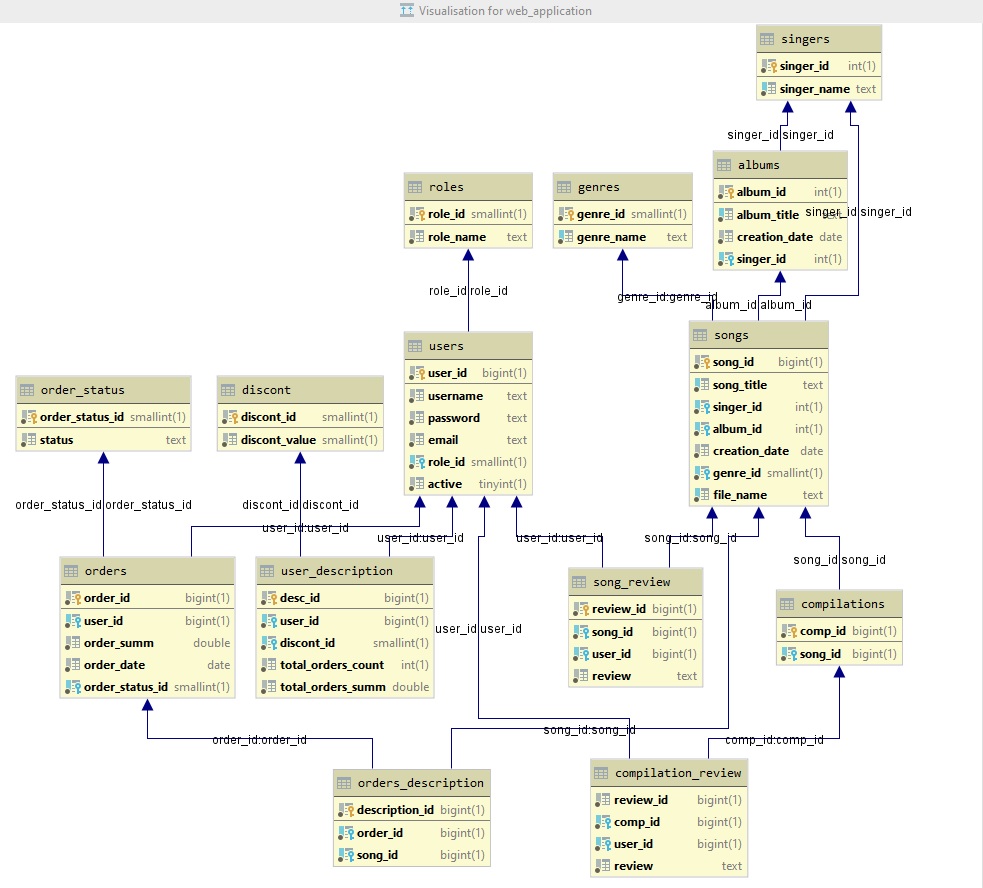 Visualisation for web_application
singers
singer_id int(1)
singer_name text
singer_id:singer_id
albums
album_id int(1)
album_title text
creation_date date
singer_id int(1)
singer_id:singer_id
roles
role_id smallint(1)
role_name text
genres
genre_id smallint(1)
genre_name text
role_id:role_id
genre_id:genre_id
album_id:album_id
users
user_id bigint(1)
username text
password text
email text
role_id smallint(1)
active tinyint(1)
songs
song_id bigint(1)
song_title text
singer_id int(1)
album_id int(1)
creation_date date
genre_id smallint(1)
file_name text
order_status
order_status_id smallint(1)
status text
discont
discont_id smallint(1)
discont_value smallint(1)
order_status_id:order_status_id
discont_id:discont_id
user_id:user_id
user_id:user_id
user_id:user_id
song_id:song_id
song_id:song_id
orders
order_id bigint(1)
user_id bigint(1)
order_summ double
order_date date
order_status_id smallint(1)
user_description
desc_id bigint(1)
user_id bigint(1)
discont_id smallint(1)
total_orders_count int(1)
total_orders_summ double
user_id:user_id
song_review
review_id bigint(1)
song_id bigint(1)
user_id bigint(1)
review text
compilations
comp_id bigint(1)
song_id bigint(1)
order_id:order_id
song_id:song_id
comp_id:comp_id
orders_description
description_id bigint(1)
order_id bigint(1)
song_id bigint(1)
compilation_review
review_id bigint(1)
comp_id bigint(1)
user_id bigint(1)
review text